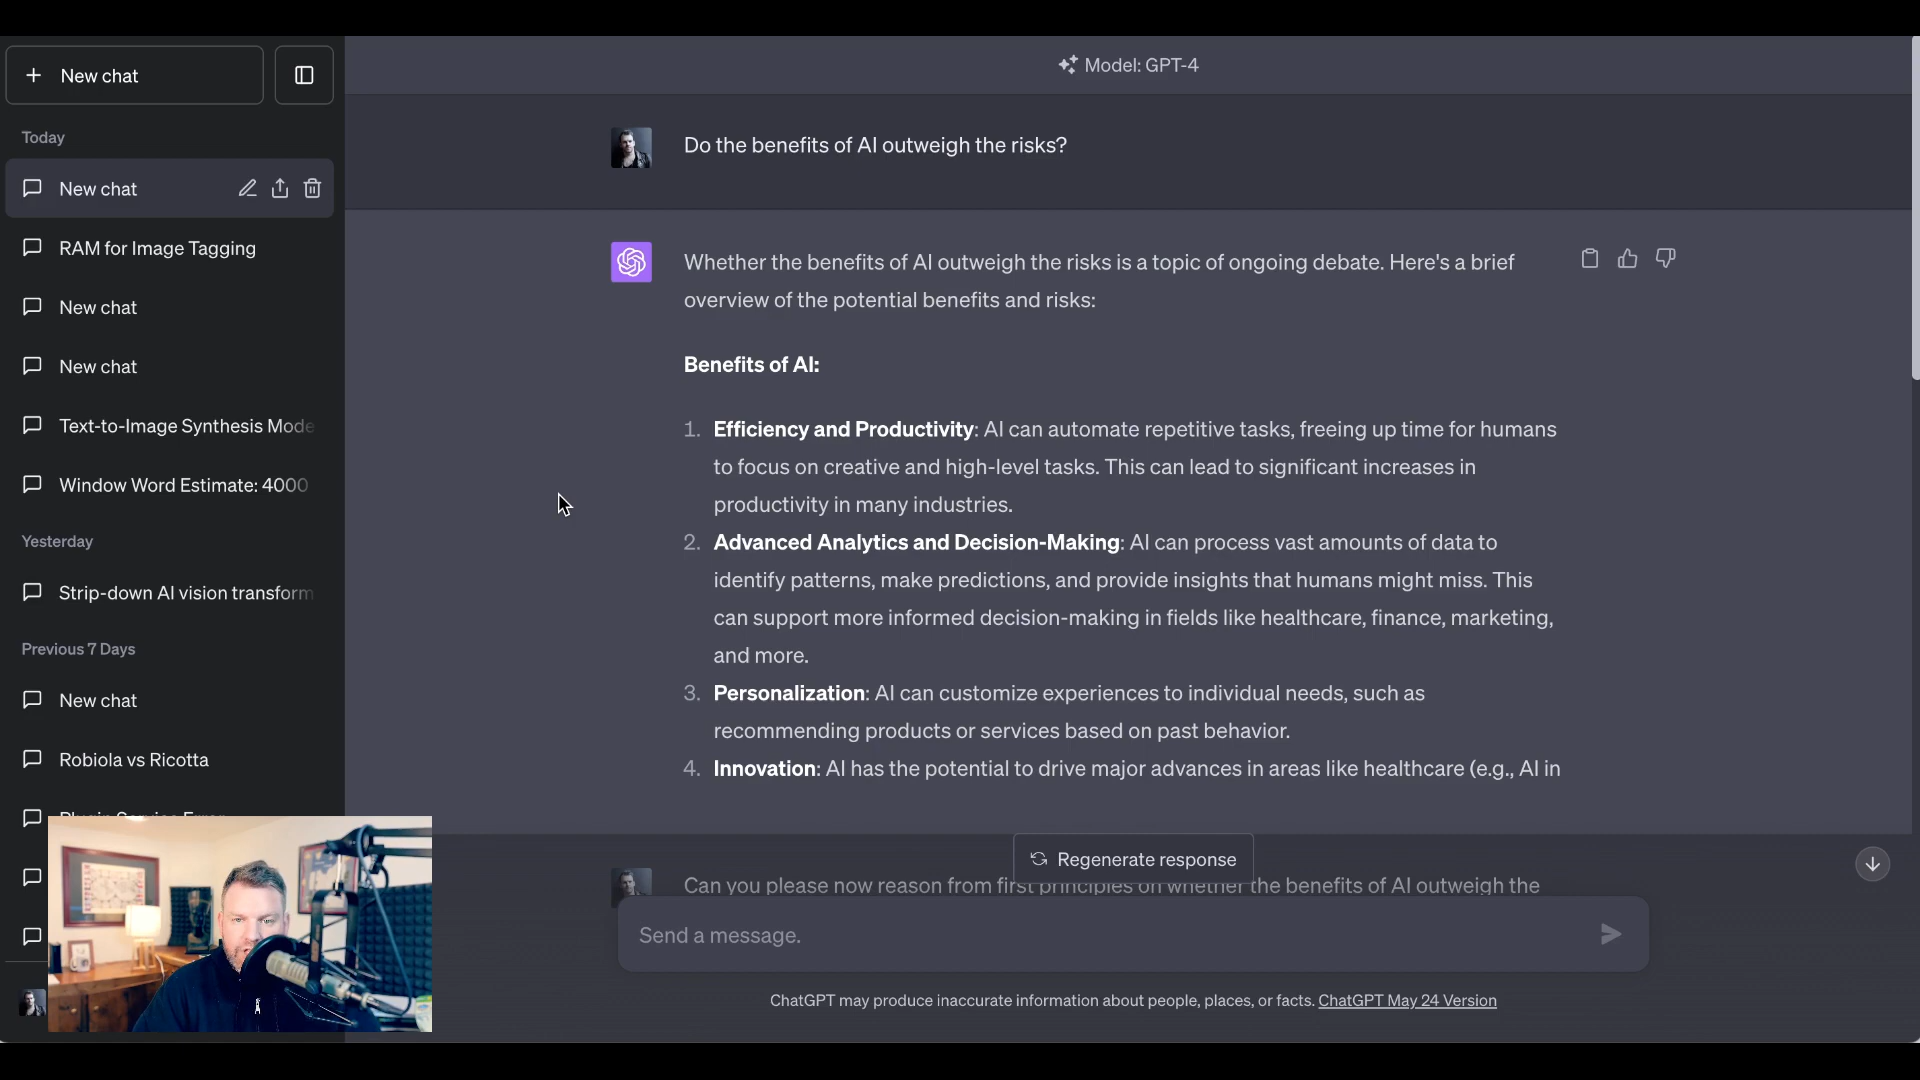 New chat
Today
New chat
RAM for Image Tagging
New chat
New chat
Text-to-Image Synthesis Mode
Window Word Estimate: 4000
Yesterday
Strip-down AI vision transform
Previous 7 Days
New chat
Robiola vs Ricotta
Model: GPT-4
Do the benefits of AI outweigh the risks?
Whether the benefits of AI outweigh the risks is a topic of ongoing debate. Here's a brief
overview of the potential benefits and risks:
Benefits of AI:
1. Efficiency and Productivity: AI can automate repetitive tasks, freeing up time for humans
to focus on creative and high-level tasks. This can lead to significant increases in
productivity in many industries.
2. Advanced Analytics and Decision-Making: AI can process vast amounts of data to
identify patterns, make predictions, and provide insights that humans might miss. This
can support more informed decision-making in fields like healthcare, finance, marketing,
and more.
3. Personalization: AI can customize experiences to individual needs, such as
recommending products or services based on past behavior.
4. Innovation: AI has the potential to drive major advances in areas like healthcare (e.g., AI in
Regenerate response
Can you please now reason from first principles on whether the benefits of AI outweigh the
Send a message.
ChatGPT may produce inaccurate information about people, places, or facts. ChatGPT May 24 Version